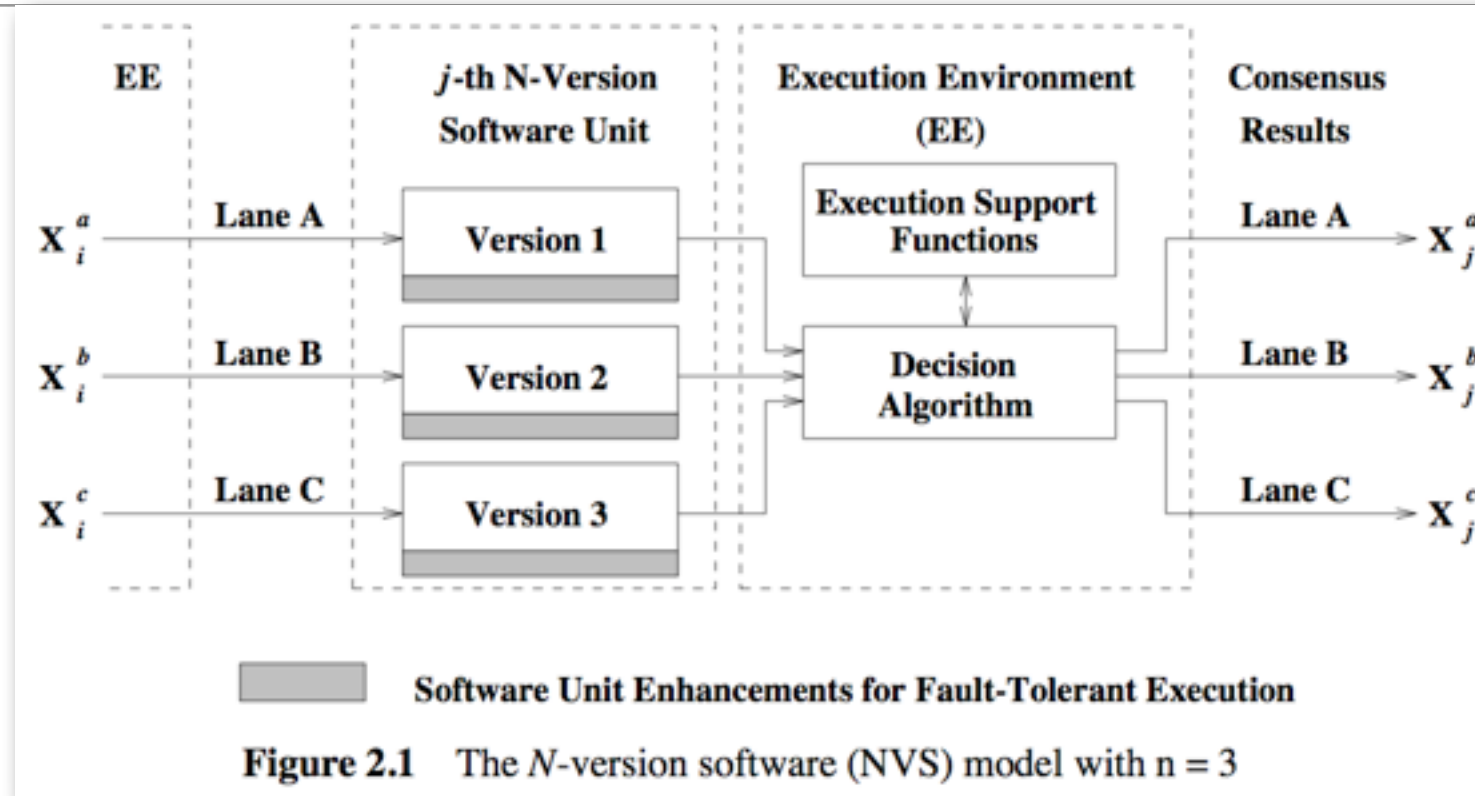 EE
j-th N-Version
Software Unit
Execution Environment
(EE)
Consensus
Results
Execution Support
Functions
X i a
Lane A
Version 1
Lane A
X j a
X i b
Lane B
Version 2
Decision
Algorithm
Lane B
X j b
X i c
Lane C
Version 3
Lane C
X j c
Software Unit Enhancements for Fault-Tolerant Execution
Figure 2.1 The N-version software (NVS) model with n = 3